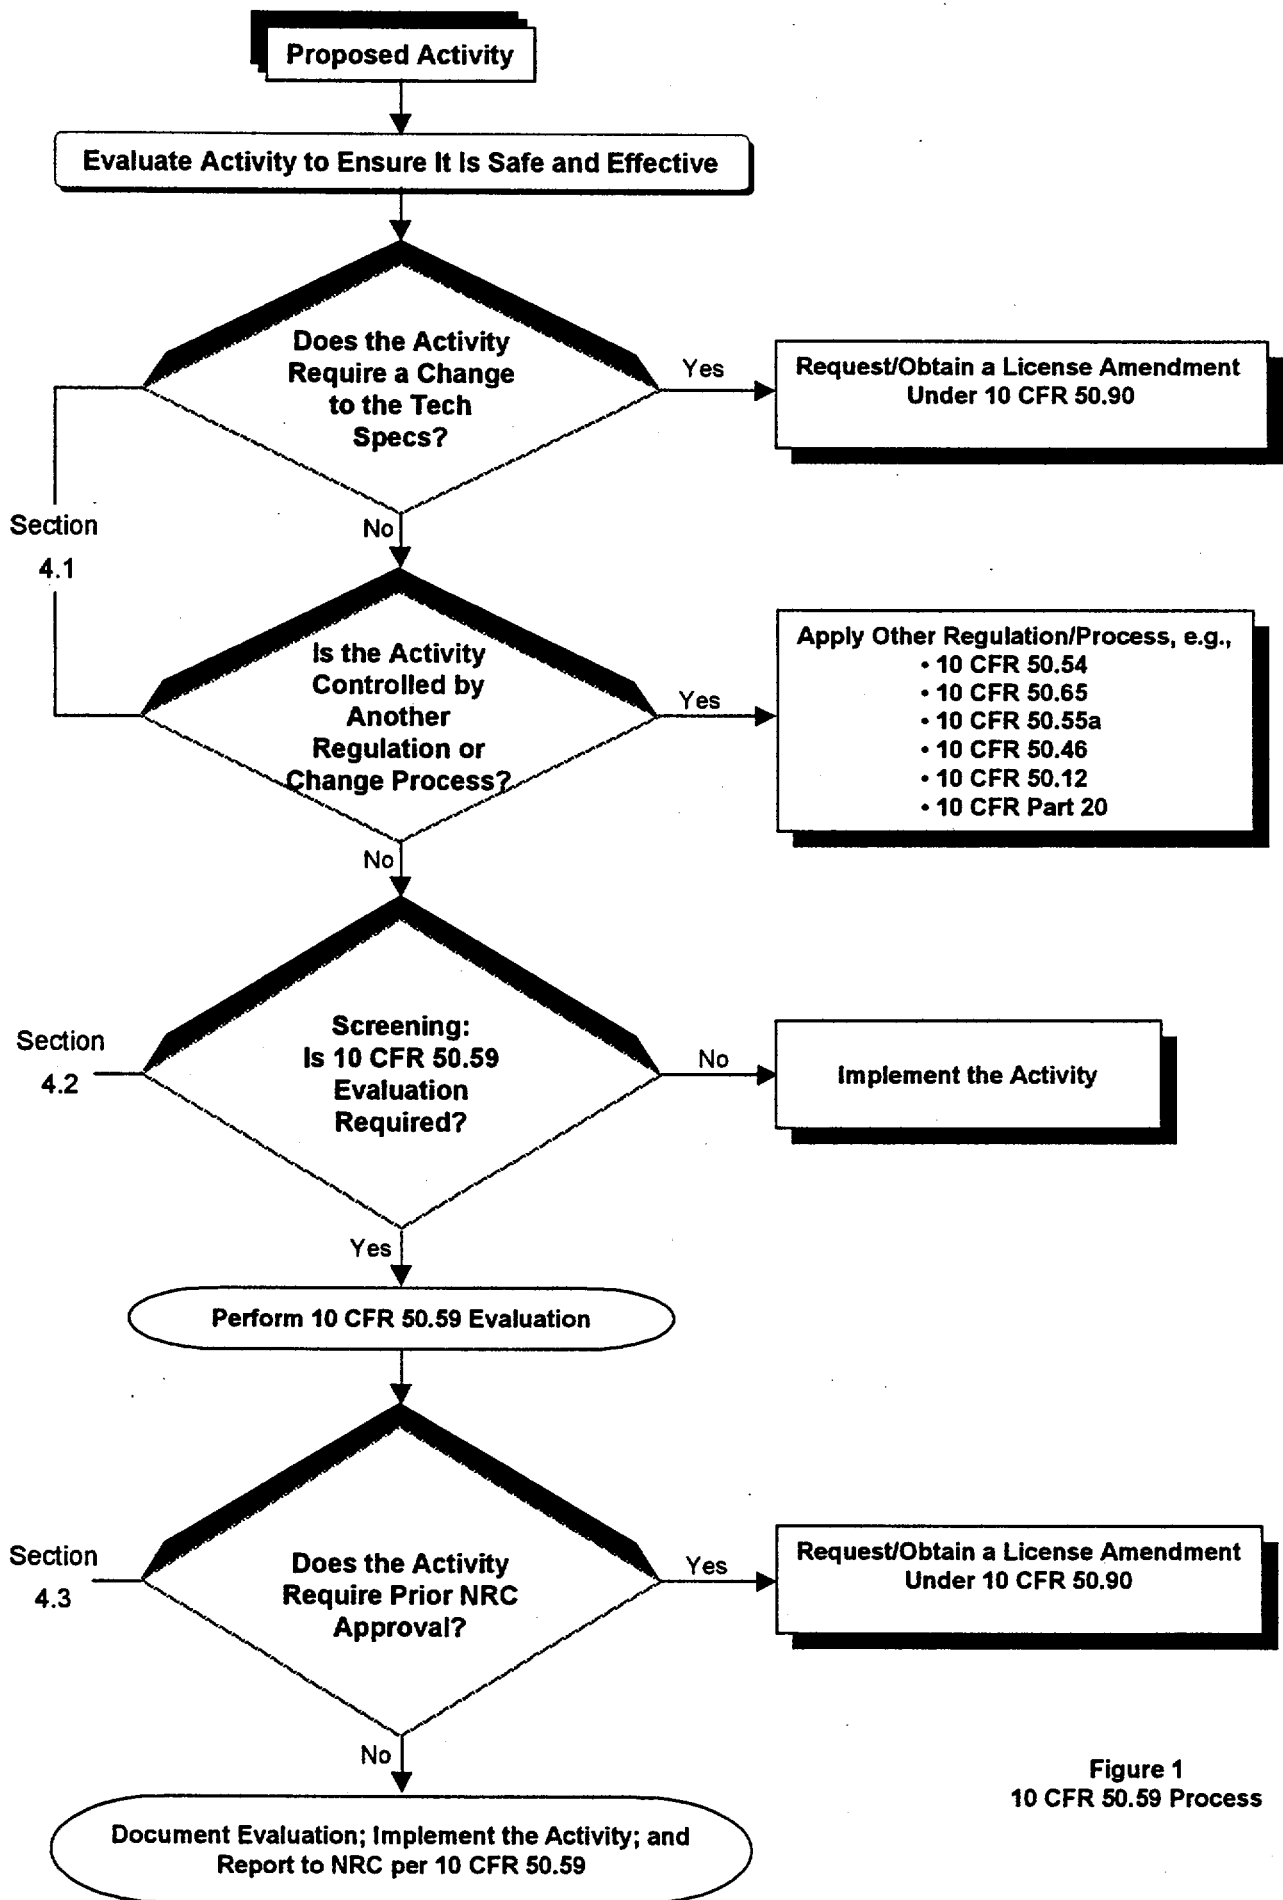 Proposed Activity
Evaluate Activity to Ensure It Is Safe and Effective
Does the Activity
Require a Change
to the Tech
Specs?
Yes
Request/Obtain a License Amendment
Under 10 CFR 50.90
Section
4.1
No
Is the Activity
Controlled by
Another
Regulation or
Change Process?
Yes
Apply Other Regulation/Process, e.g.,
• 10 CFR 50.54
• 10 CFR 50.65
• 10 CFR 50.55a
• 10 CFR 50.46
• 10 CFR 50.12
• 10 CFR Part 20
No
Section
4.2
Screening:
Is 10 CFR 50.59
Evaluation
Required?
No
Implement the Activity
Yes
Perform 10 CFR 50.59 Evaluation
Section
4.3
Does the Activity
Require Prior NRC
Approval?
Yes
Request/Obtain a License Amendment
Under 10 CFR 50.90
No
Document Evaluation; Implement the Activity; and
Report to NRC per 10 CFR 50.59
Figure 1
10 CFR 50.59 Process